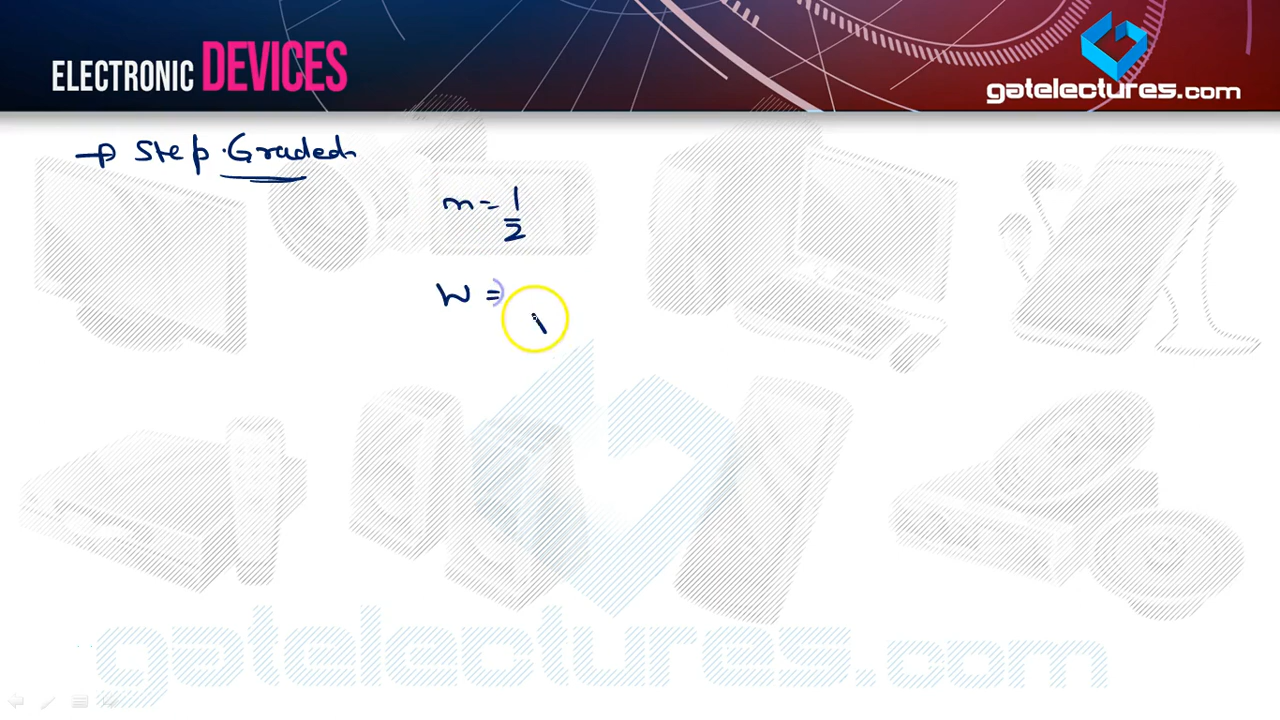 ELECTRONIC DEVICES
gatelectures.com
→ Step.Graded
m = 1/2
W =
gatelectures.com